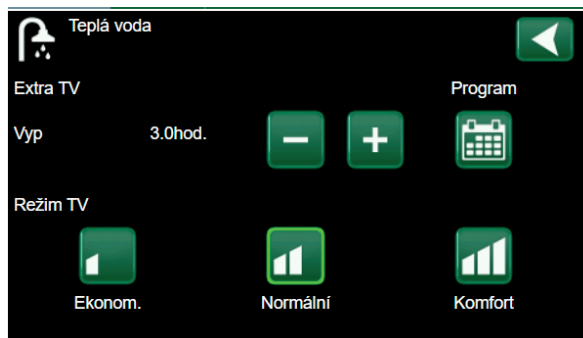 Teplá voda
Extra TV Program
Vyp 3.0hod.
Režim TV
Ekonom. Normální Komfort